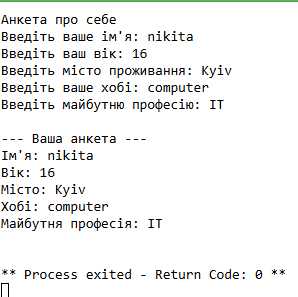 Анкета про себе
Введіть ваше ім'я: nikita
Введіть ваш вік: 16
Введіть місто проживання: Kyiv
Введіть ваше хобі: computer
Введіть майбутню професію: IT
--- Ваша анкета ---
Ім'я: nikita
Вік: 16
Місто: Kyiv
Хобі: computer
Майбутня професія: IT
** Process exited - Return Code: 0 **